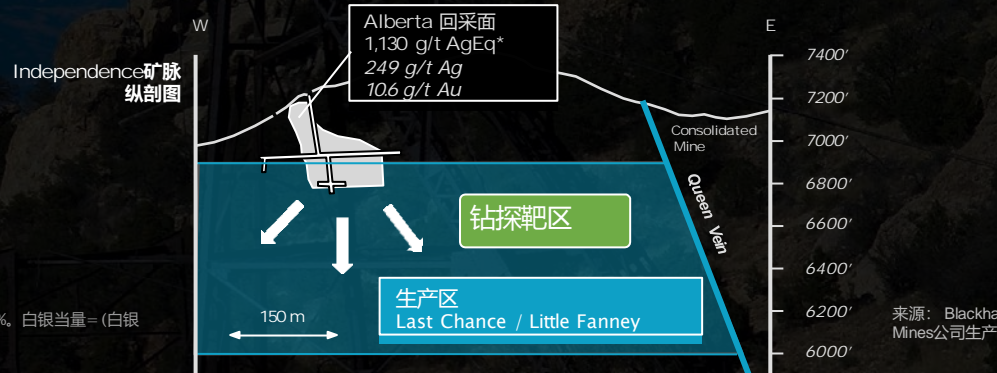 W
E
Independence矿脉
纵剖图
Alberta 回采面
1,130 g/t AgEq*
249 g/t Ag
10.6 g/t Au
7400’
7200’
7000’
6800’
6600’
6400’
6200’
6000’
Consolidated
Mine
Queen Vein
钻探靶区
生产区
Last Chance / Little Fanney
150 m
%。白银当量= (白银
来源： Blackha
Mines公司生产